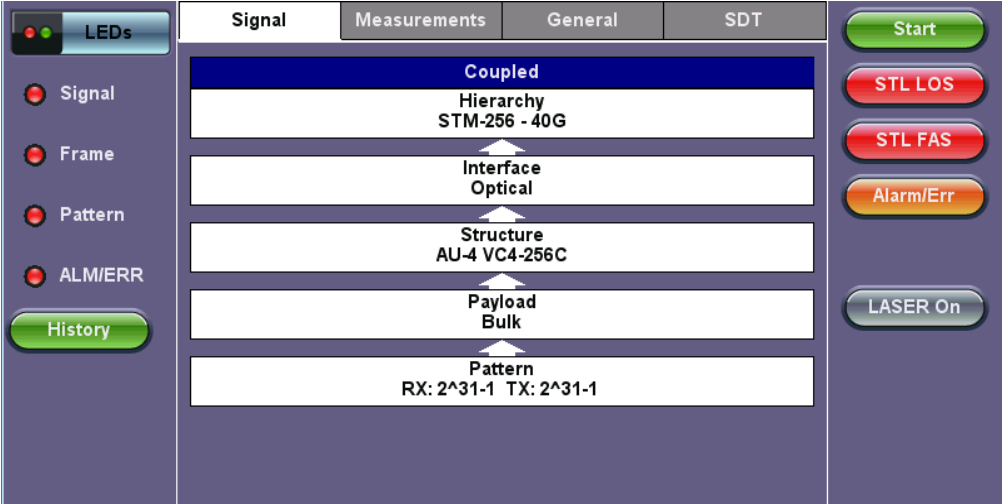 LEDs
Signal
Frame
Pattern
ALM/ERR
History
Signal
Measurements
General
SDT
Coupled
Hierarchy
STM-256 - 40G
Interface
Optical
Structure
AU-4 VC4-256C
Payload
Bulk
Pattern
RX: 2^31-1 TX: 2^31-1
Start
STL LOS
STL FAS
Alarm/Err
LASER On